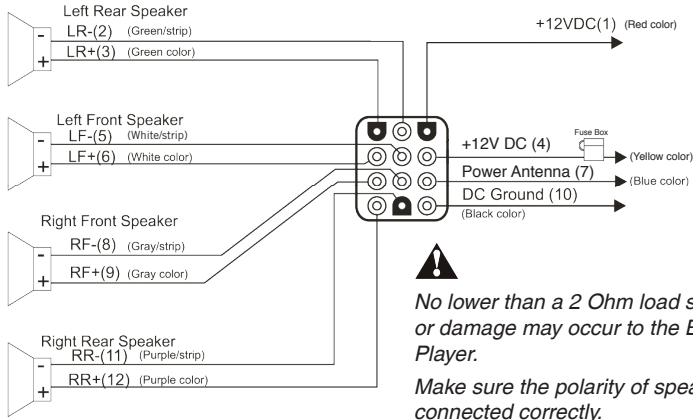 Left Rear Speaker
LR-(2) (Green/strip)
LR+(3) (Green color)
+12VDC(1) (Red color)
Left Front Speaker
LF-(5) (White/strip)
LF+(6) (White color)
+12V DC (4) Fuse Box (Yellow color)
Power Antenna (7) (Blue color)
DC Ground (10)
(Black color)
Right Front Speaker
RF-(8) (Gray/strip)
RF+(9) (Gray color)
Right Rear Speaker
RR-(11) (Purple/strip)
RR+(12) (Purple color)
- +
- +
- +
- +
No lower than a 2 Ohm load
or damage may occur to the
Player.
Make sure the polarity of
connected correctly.